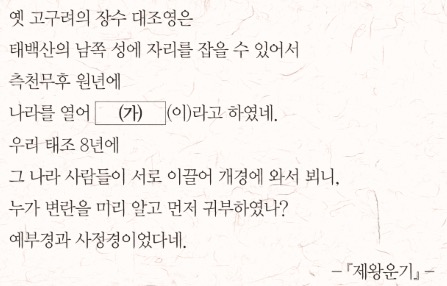 옛 고구려의 장수 대조영은
태백산의 남쪽 성에 자리를 잡을 수 있어서
측천무후 원년에
나라를 열어 (가) (이)라고 하였네.
우리 태조 8년에
그 나라 사람들이 서로 이끌어 개경에 와서 뵈니,
누가 변란을 미리 알고 먼저 귀부하였나?
예부경과 사정경이었다네.
-『제왕운기』-